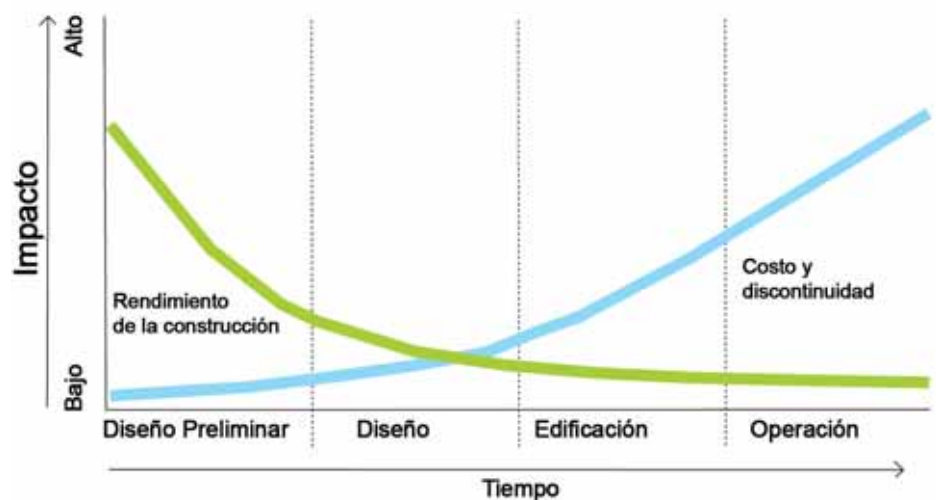 Alto
Impacto
Bajo
Rendimiento
de la construcción
Costo y
discontinuidad
Diseño Preliminar
Diseño
Edificación
Operación
Tiempo